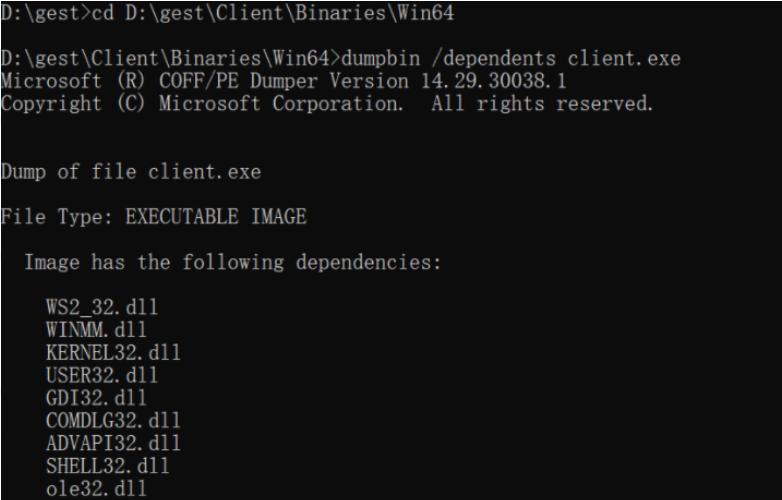 D:\gest>cd D:\gest\Client\Binaries\Win64
D:\gest\Client\Binaries\Win64>dumpbin /dependents client.exe
Microsoft (R) COFF/PE Dumper Version 14.29.30038.1
Copyright (C) Microsoft Corporation.  All rights reserved.
Dump of file client.exe
File Type: EXECUTABLE IMAGE
Image has the following dependencies:
WS2_32.dll
WINMM.dll
KERNEL32.dll
USER32.dll
GDI32.dll
COMDLG32.dll
ADVAPI32.dll
SHELL32.dll
ole32.dll